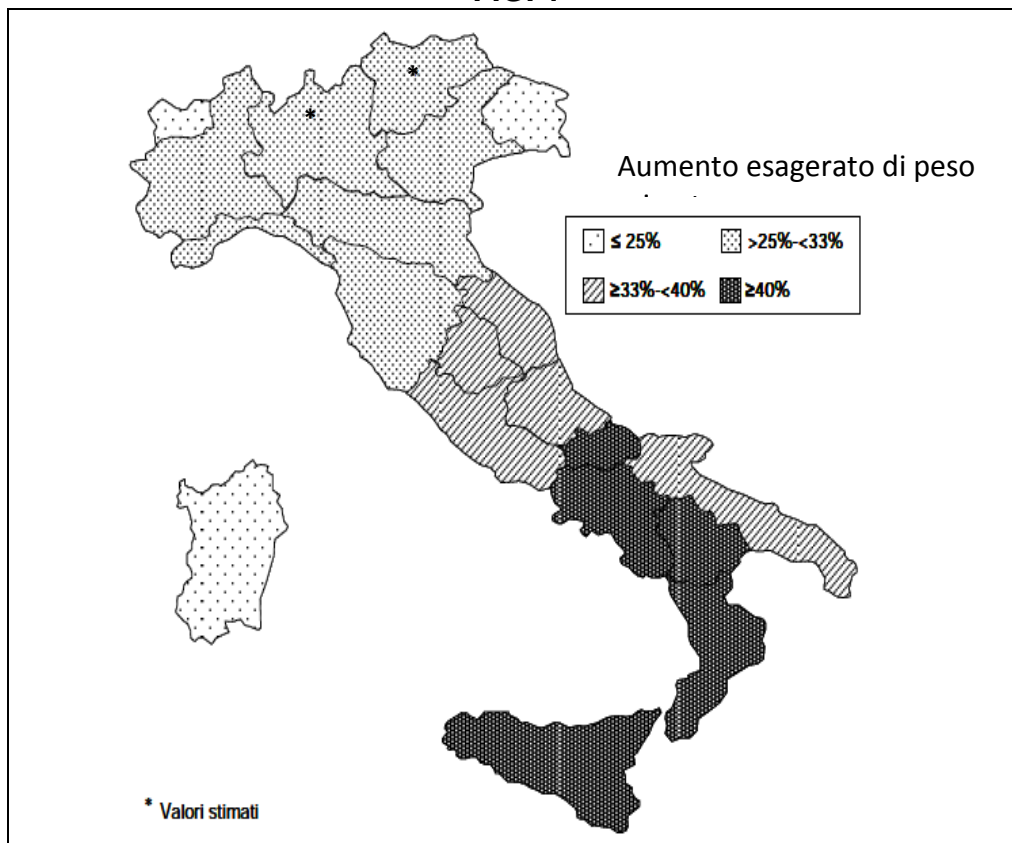 Aumento esagerato di peso
≤ 25% >25%-<33%
≥33%-<40% ≥40%
* *
* Valori stimati